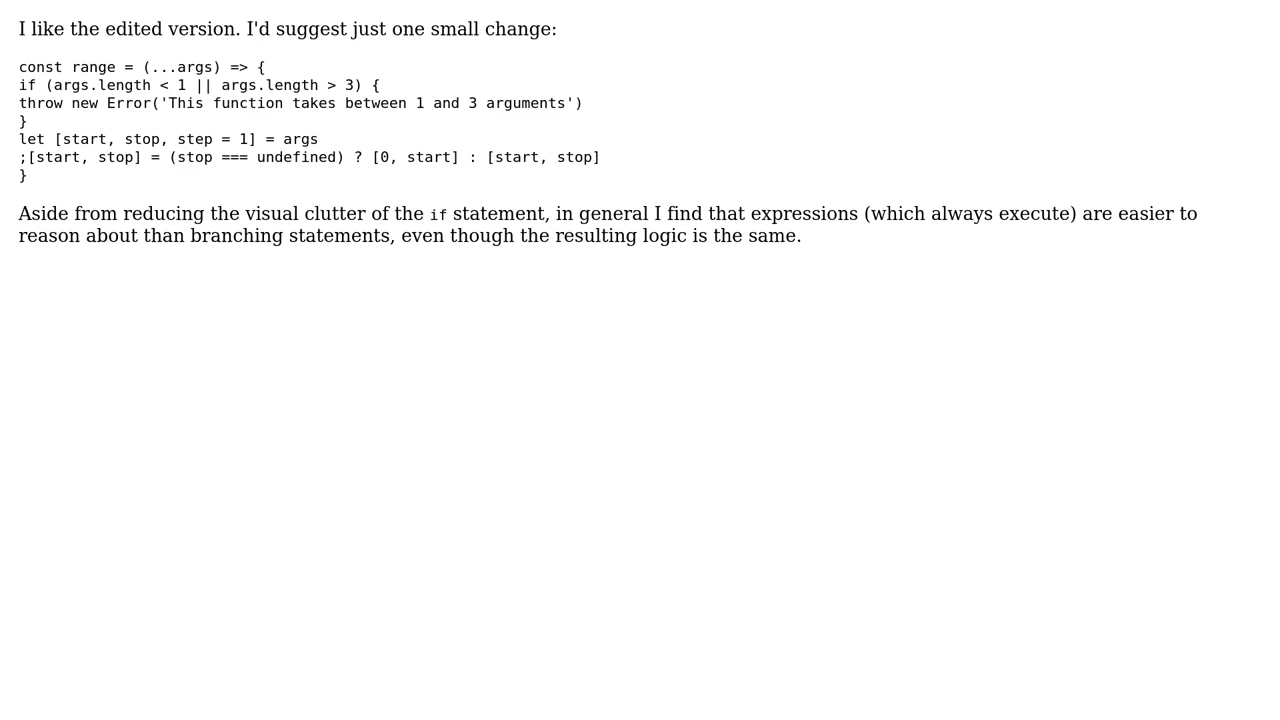 I like the edited version. I'd suggest just one small change:
const range = (...args) => {
if (args.length < 1 || args.length > 3) {
throw new Error('This function takes between 1 and 3 arguments')
}
let [start, stop, step = 1] = args
;[start, stop] = (stop === undefined) ? [0, start] : [start, stop]
}
Aside from reducing the visual clutter of the if statement, in general I find that expressions (which always execute) are easier to
reason about than branching statements, even though the resulting logic is the same.